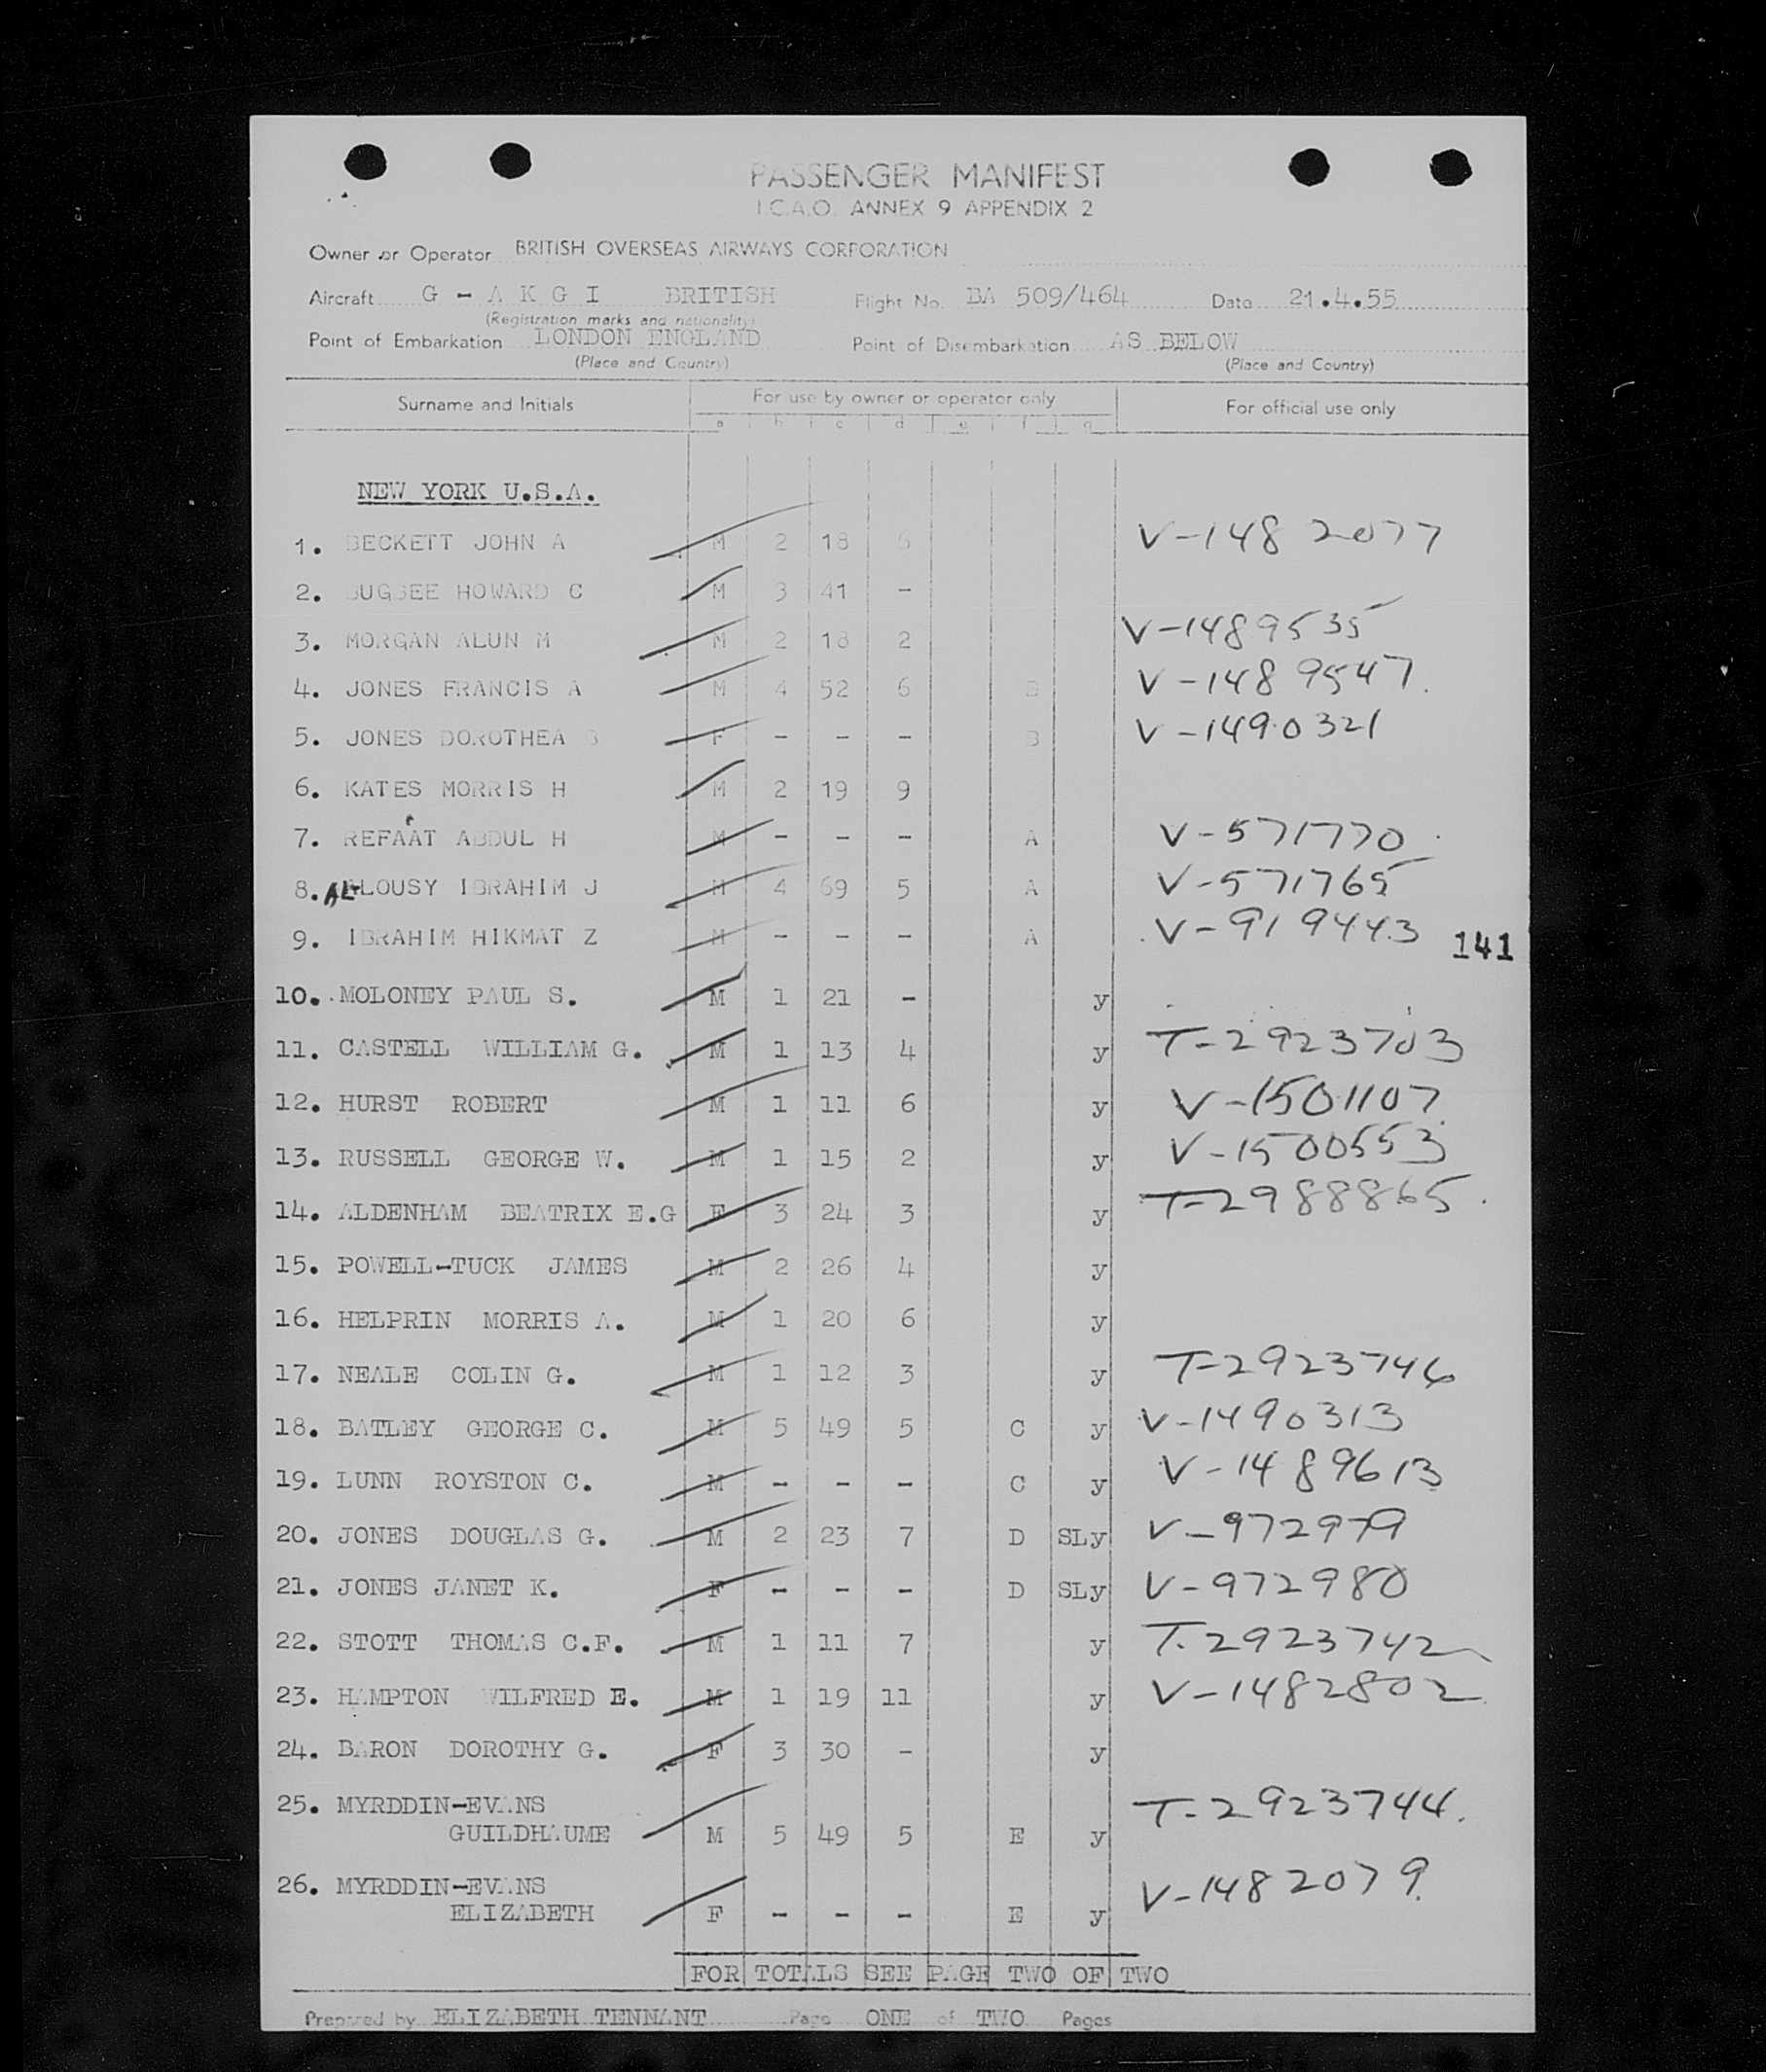 PASSENGER MANIFEST
I.C.A.O. ANNEX 9 APPENDIX 2
Owner or Operator BRITISH OVERSEAS AIRWAYS CORPORATION
Aircraft G - A K G I BRITISH Flight No. BA 509/464 Date 21.4.55
(Registration marks and nationality)
Point of Embarkation LONDON ENGLAND Point of Disembarkation AS BELOW
(Place and Country) (Place and Country)
Surname and Initials For use by owner or operator only For official use only
a b c d e f g
NEW YORK U.S.A.
1. BECKETT JOHN A M 2 18 6 V-1482077
2. BUGBEE HOWARD C M 3 41 -
3. MORGAN ALUN M M 2 18 2 V-1489535
4. JONES FRANCIS A M 4 52 6 B V-1489547.
5. JONES DOROTHEA B F - - - B V-1490321
6. KATES MORRIS H M 2 19 9
7. REFAAT ABDUL H M - - - A V-571770
8. AL-LOUSY IBRAHIM J M 4 69 5 A V-571765
9. IBRAHIM HIKMAT Z M - - - A V-919443 141
10. MOLONEY PAUL S. M 1 21 - y
11. CASTELL WILLIAM G. M 1 13 4 y T-2923703
12. HURST ROBERT M 1 11 6 y V-1501107
13. RUSSELL GEORGE W. M 1 15 2 y V-1500553
14. ALDENHAM BEATRIX E.G F 3 24 3 y T-2988865.
15. POWELL-TUCK JAMES M 2 26 4 y
16. HELPRIN MORRIS A. M 1 20 6 y
17. NEALE COLIN G. M 1 12 3 y T-2923746
18. BATLEY GEORGE C. M 5 49 5 C y V-1490313
19. LUNN ROYSTON C. M - - - C y V-1489613
20. JONES DOUGLAS G. M 2 23 7 D SLy V-972979
21. JONES JANET K. F - - - D SLy V-972980
22. STOTT THOMAS C.F. M 1 11 7 y T.2923742
23. HAMPTON WILFRED E. M 1 19 11 y V-1482802
24. BARON DOROTHY G. F 3 30 - y
25. MYRDDIN-EVANS T-2923744.
GUILDHAUME M 5 49 5 E y
26. MYRDDIN-EVANS V-1482079.
ELIZABETH F - - - E y
FOR TOTALS SEE PAGE TWO OF TWO
Prepared by ELIZABETH TENNANT Page ONE of TWO Pages